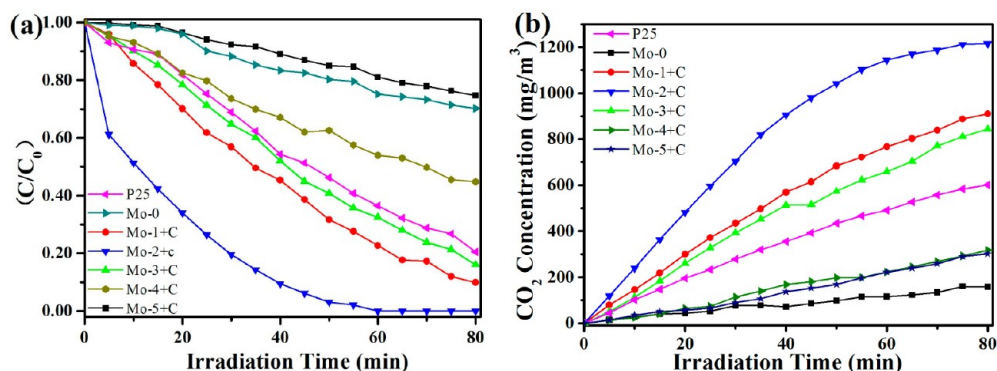 (a)
((C/C0)
1.00
0.80
0.60
0.40
0.20
0.00
P25
Mo-0
Mo-1+C
Mo-2+c
Mo-3+C
Mo-4+C
Mo-5+C
0 20 40 60 80
Irradiation Time (min)
(b)
CO2 Concentration (mg/m3)
1200
1000
800
600
400
200
0
P25
Mo-0
Mo-1+C
Mo-2+C
Mo-3+C
Mo-4+C
Mo-5+C
0 20 40 60 80
Irradiation Time (min)